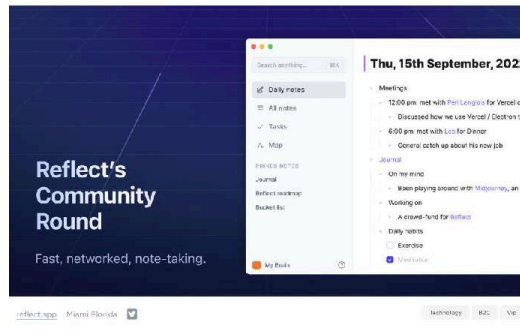 Reflect's
Community
Round
Fast, networked, note-taking.
Search anything...
⌘K
Daily notes
All notes
Tasks
Map
PINNED NOTES
Journal
Reflect roadmap
Bucket list
My Brain
Thu, 15th September, 202
Meetings
12:00 pm: met with Peri Langlois for Vercel c
Discussed how we use Vercel / Electron t
6:00 pm: met with Leo for Dinner
General catch up about his new job
Journal
On my mind
Been playing around with Midjourney, an
Working on
A crowd-fund for Reflect
Daily habits
Exercise
Meditation
reflect.app Miami Florida
Technology B2C Vip